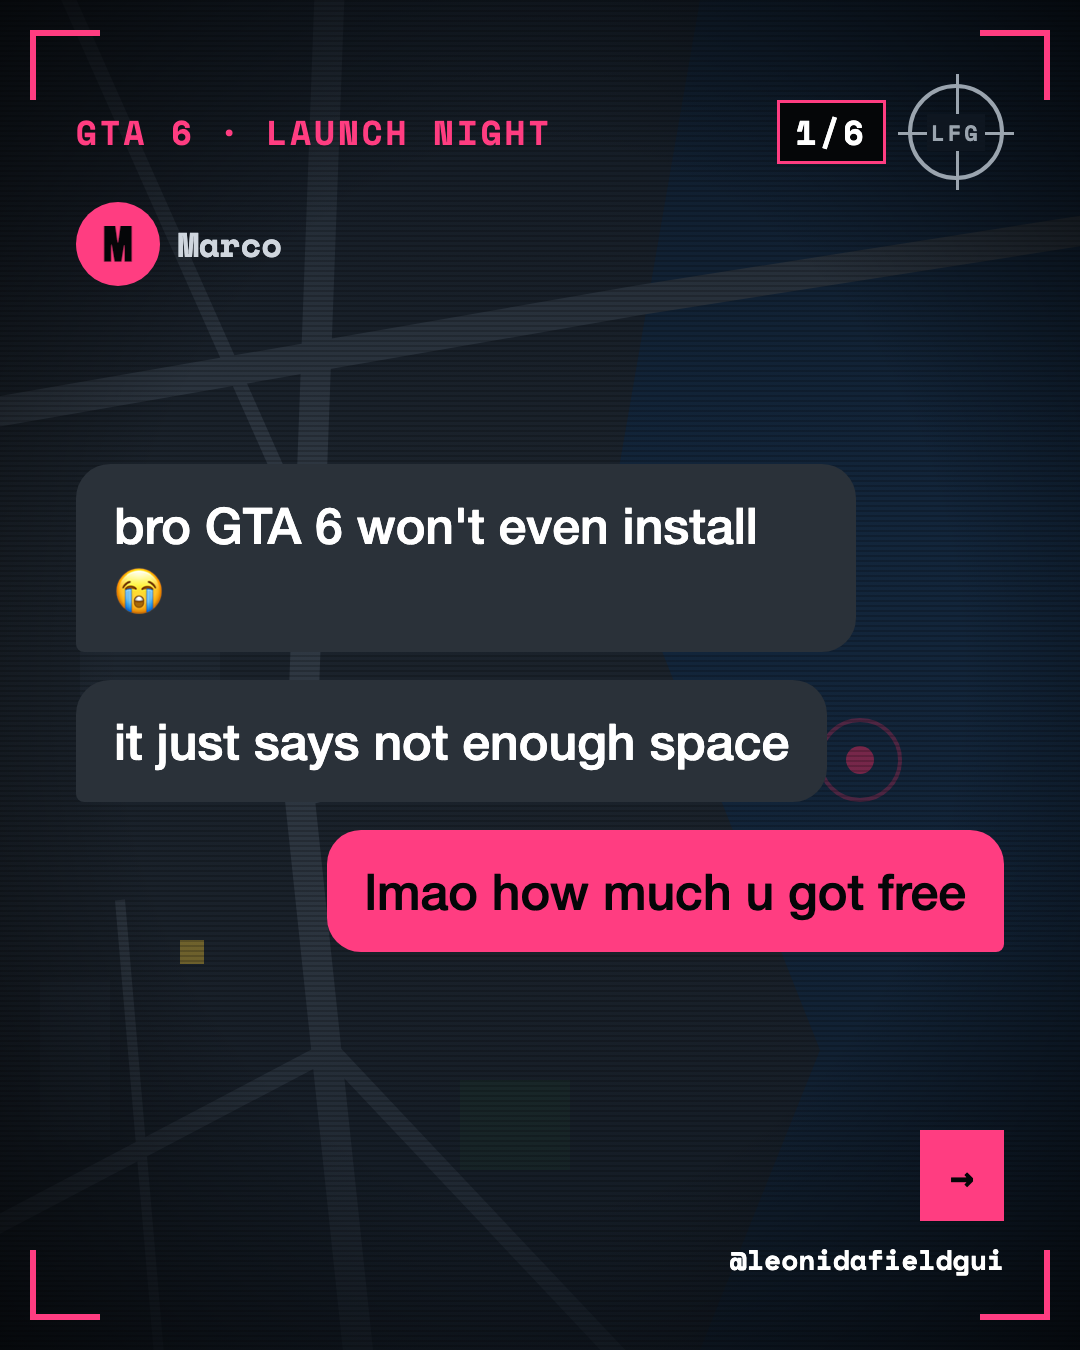 GTA 6 · LAUNCH NIGHT
1/6
LFG
M
Marco
bro GTA 6 won't even install
😭
it just says not enough space
lmao how much u got free
→
@leonidafieldgui